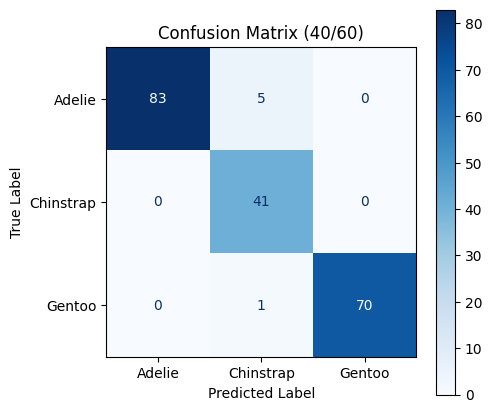 Confusion Matrix (40/60)
True Label
Adelie
83 5 0
Chinstrap
0 41 0
Gentoo
0 1 70
Adelie Chinstrap Gentoo
Predicted Label
80
70
60
50
40
30
20
10
0